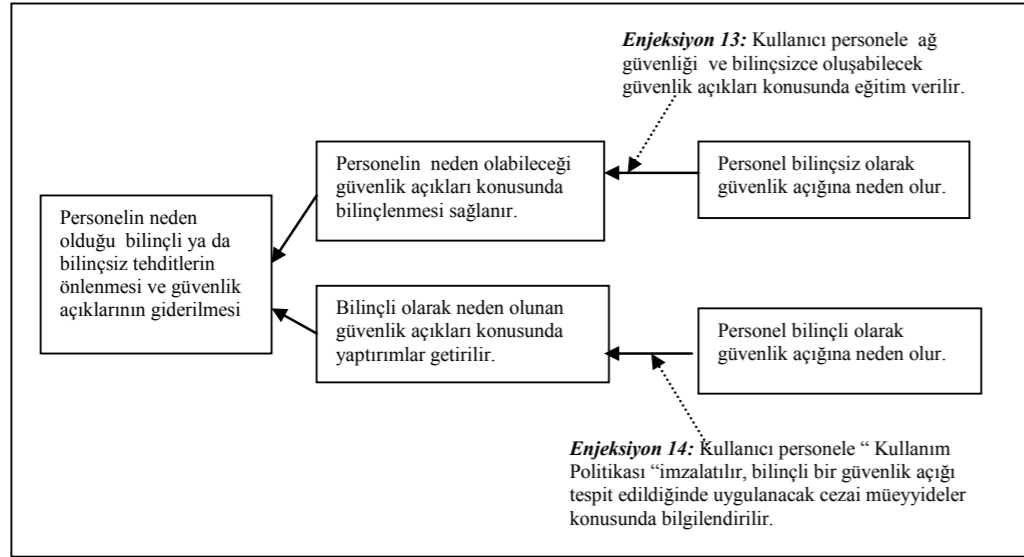 Enjeksiyon 13: Kullanıcı personele ağ
güvenliği ve bilinçsizce oluşabilecek
güvenlik açıkları konusunda eğitim verilir.
Personelin neden olabileceği
güvenlik açıkları konusunda
bilinçlenmesi sağlanır.
Personel bilinçsiz olarak
güvenlik açığına neden olur.
Personelin neden
olduğu bilinçli ya da
bilinçsiz tehditlerin
önlenmesi ve güvenlik
açıklarının giderilmesi
Bilinçli olarak neden olunan
güvenlik açıkları konusunda
yaptırımlar getirilir.
Personel bilinçli olarak
güvenlik açığına neden olur.
Enjeksiyon 14: Kullanıcı personele “ Kullanım
Politikası “imzalatılır, bilinçli bir güvenlik açığı
tespit edildiğinde uygulanacak cezai müeyyideler
konusunda bilgilendirilir.